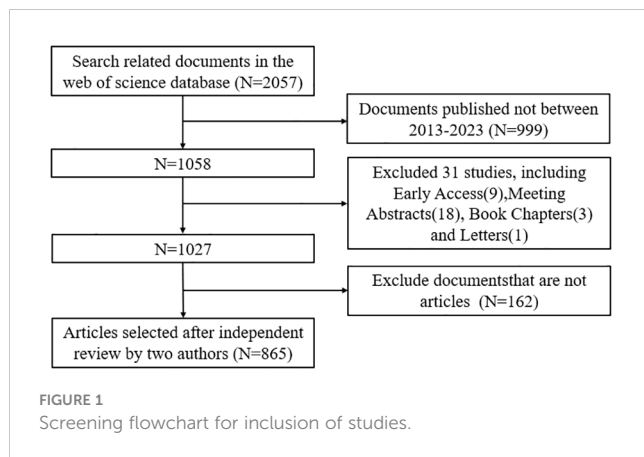 Search related documents in the
web of science database (N=2057)
Documents published not between
2013-2023 (N=999)
N=1058
Excluded 31 studies, including
Early Access(9),Meeting
Abstracts(18), Book Chapters(3)
and Letters(1)
N=1027
Exclude documentsthat are not
articles (N=162)
Articles selected after independent
review by two authors (N=865)
FIGURE 1
Screening flowchart for inclusion of studies.